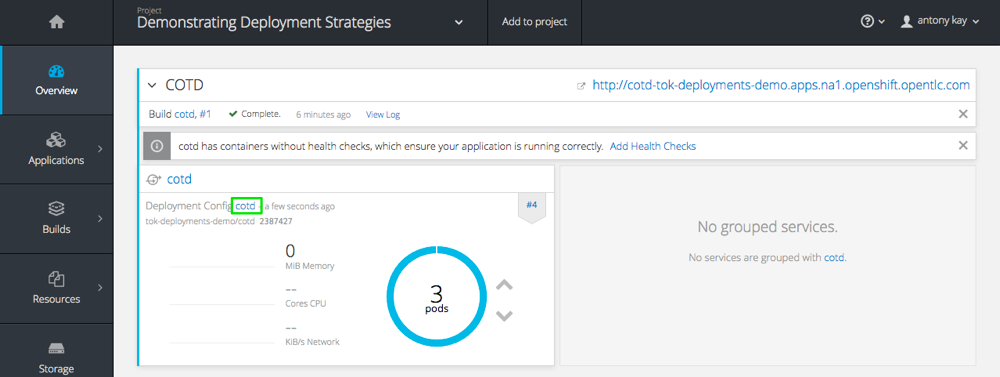 Project
Demonstrating Deployment Strategies
Add to project
antony kay
Overview
Applications
Builds
Resources
Storage
COTD
http://cotd-tok-deployments-demo.apps.na1.openshift.opentlc.com
Build cotd, #1 Complete. 6 minutes ago View Log
cotd has containers without health checks, which ensure your application is running correctly. Add Health Checks
cotd
Deployment Config cotd - a few seconds ago
#4
tok-deployments-demo/cotd 2387427
0
MiB Memory
--
Cores CPU
--
KiB/s Network
3
pods
No grouped services.
No services are grouped with cotd.